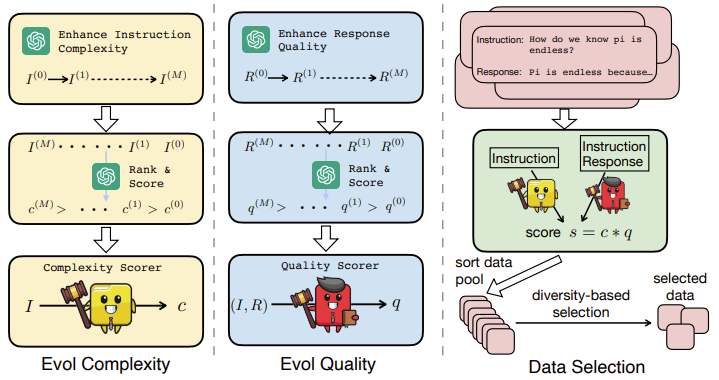 Enhance Instruction
Complexity
I^(0) → I^(1) → I^(M)
I^(M) · · · · · · I^(1) I^(0)
Rank &
Score
c^(M) > · · · c^(1) > c^(0)
Complexity Scorer
I → c
Evol Complexity
Enhance Response
Quality
R^(0) → R^(1) → R^(M)
R^(M) · · · · · · R^(1) R^(0)
Rank &
Score
q^(M) > · · · q^(1) > q^(0)
Quality Scorer
(I, R) → q
Evol Quality
Instruction: How do we know pi is
endless?
Response: Pi is endless because…
Instruction
Instruction
Response
score s = c * q
sort data
pool
diversity-based
selection
selected
data
Data Selection